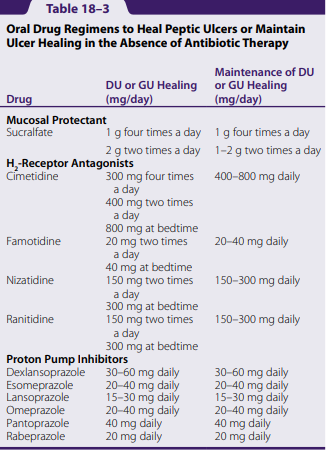 Table 18–3
Oral Drug Regimens to Heal Peptic Ulcers or Maintain
Ulcer Healing in the Absence of Antibiotic Therapy
Maintenance of DU
DU or GU Healing or GU Healing
Drug (mg/day) (mg/day)
Mucosal Protectant
Sucralfate 1 g four times a day 1 g four times a day
2 g two times a day 1–2 g two times a day
H2-Receptor Antagonists
Cimetidine 300 mg four times 400–800 mg daily
a day
400 mg two times
a day
800 mg at bedtime
Famotidine 20 mg two times 20–40 mg daily
a day
40 mg at bedtime
Nizatidine 150 mg two times 150–300 mg daily
a day
300 mg at bedtime
Ranitidine 150 mg two times 150–300 mg daily
a day
300 mg at bedtime
Proton Pump Inhibitors
Dexlansoprazole 30–60 mg daily 30–60 mg daily
Esomeprazole 20–40 mg daily 20–40 mg daily
Lansoprazole 15–30 mg daily 15–30 mg daily
Omeprazole 20–40 mg daily 20–40 mg daily
Pantoprazole 40 mg daily 40 mg daily
Rabeprazole 20 mg daily 20 mg daily